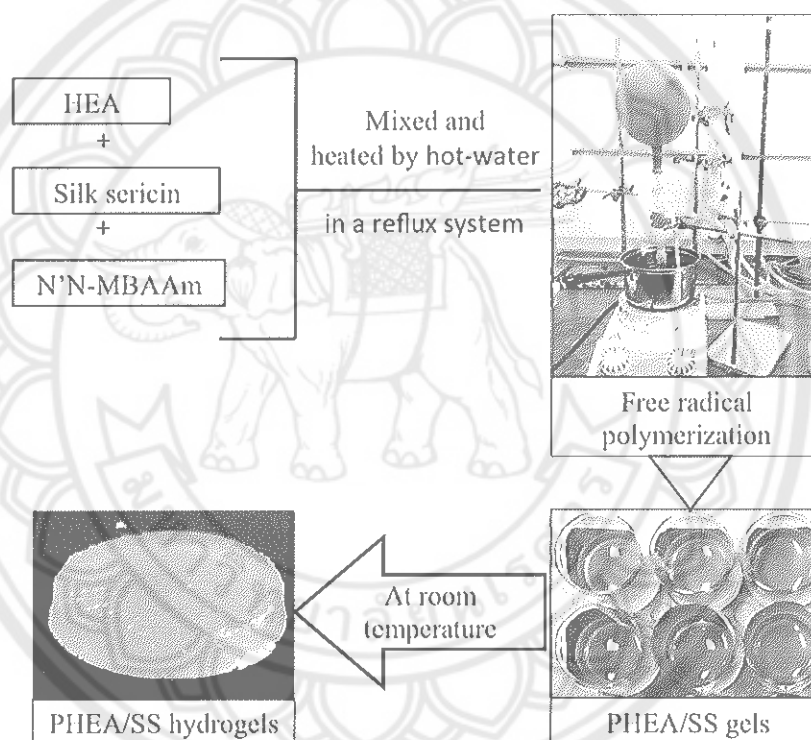 HEA
+
Silk sericin
+
N'N-MBAAm
Mixed and
heated by hot-water
in a reflux system
Free radical
polymerization
At room
temperature
PHEA/SS hydrogels
PHEA/SS gels